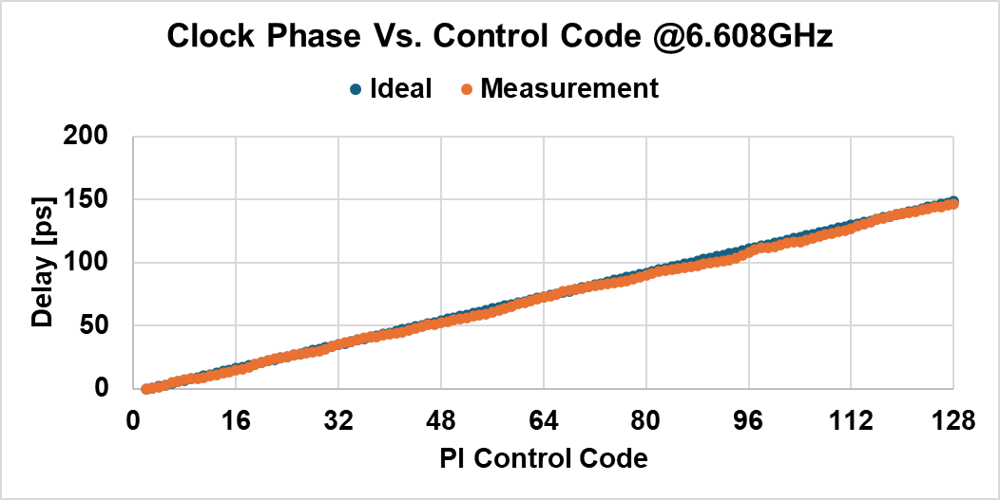 Clock Phase Vs. Control Code @6.608GHz
Ideal Measurement
200
150
100
50
0
Delay [ps]
0 16 32 48 64 80 96 112 128
PI Control Code